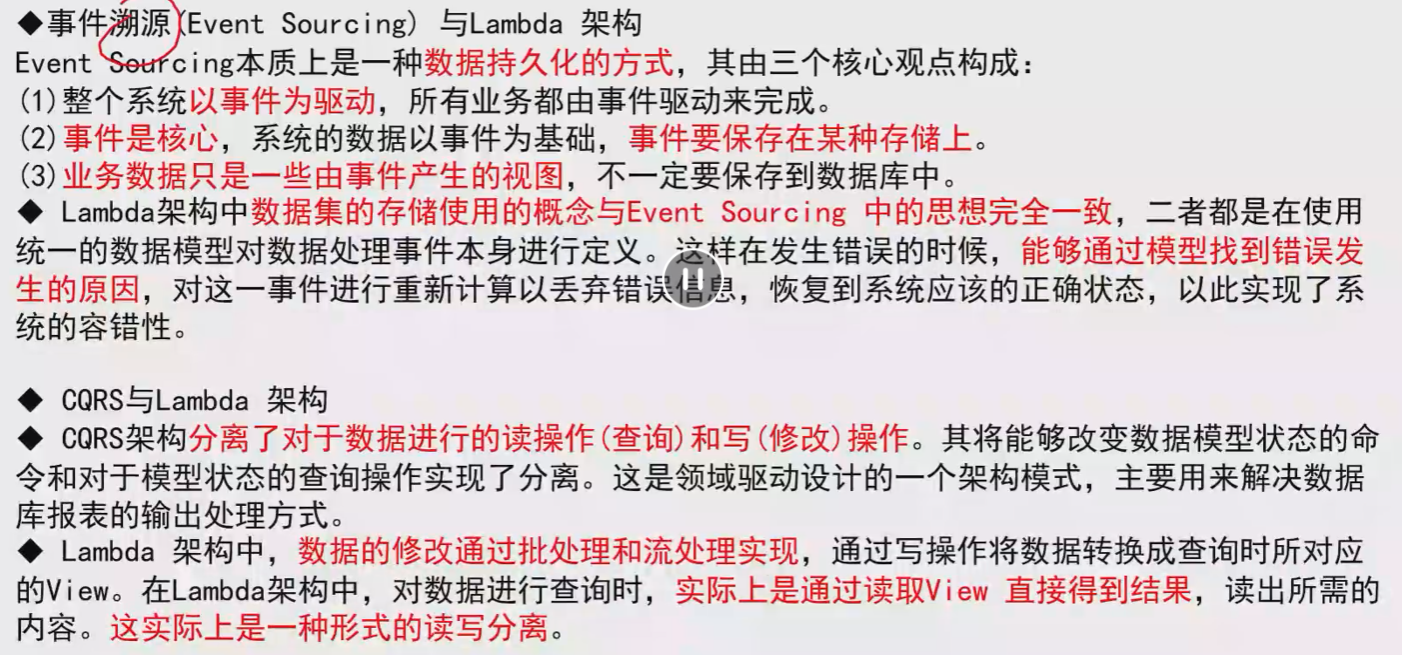 ◆事件溯源(Event Sourcing) 与Lambda 架构
Event Sourcing本质上是一种数据持久化的方式，其由三个核心观点构成：
(1)整个系统以事件为驱动，所有业务都由事件驱动来完成。
(2)事件是核心，系统的数据以事件为基础，事件要保存在某种存储上。
(3)业务数据只是一些由事件产生的视图，不一定要保存到数据库中。
◆ Lambda架构中数据集的存储使用的概念与Event Sourcing 中的思想完全一致，二者都是在使用
统一的数据模型对数据处理事件本身进行定义。这样在发生错误的时候，能够通过模型找到错误发
生的原因，对这一事件进行重新计算以丢弃错误信息，恢复到系统应该的正确状态，以此实现了系
统的容错性。
◆ CQRS与Lambda 架构
◆ CQRS架构分离了对于数据进行的读操作(查询)和写(修改)操作。其将能够改变数据模型状态的命
令和对于模型状态的查询操作实现了分离。这是领域驱动设计的一个架构模式，主要用来解决数据
库报表的输出处理方式。
◆ Lambda 架构中，数据的修改通过批处理和流处理实现，通过写操作将数据转换成查询时所对应
的View。在Lambda架构中，对数据进行查询时，实际上是通过读取View 直接得到结果，读出所需的
内容。这实际上是一种形式的读写分离。